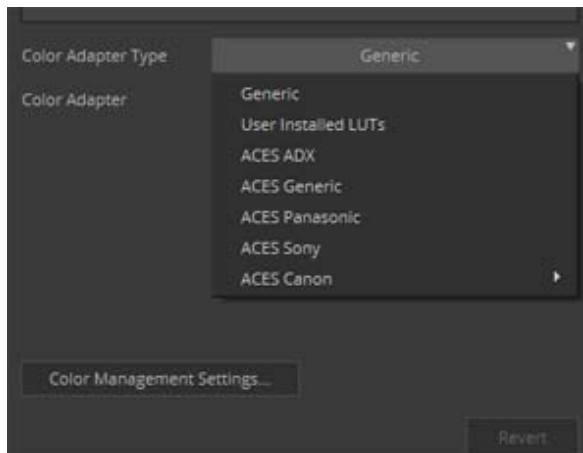 Color Adapter Type
Generic
Color Adapter
Generic
User Installed LUTs
ACES ADX
ACES Generic
ACES Panasonic
ACES Sony
ACES Canon
Color Management Settings...
Revert